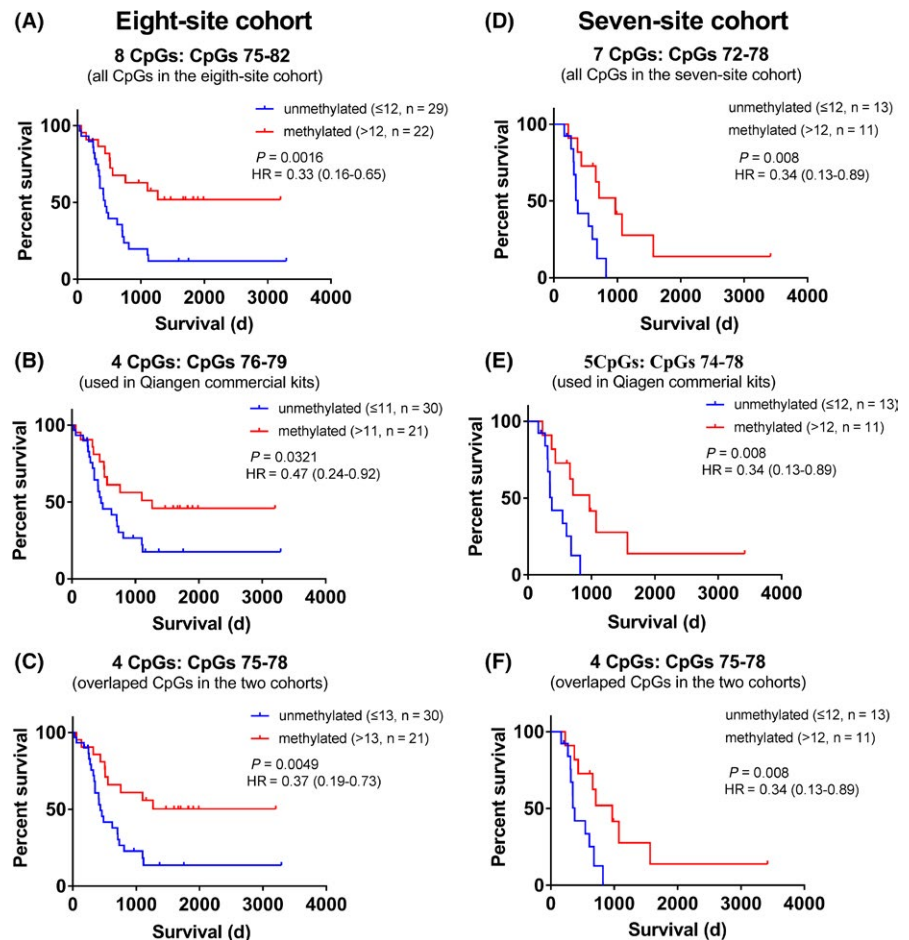 (A) Eight-site cohort
8 CpGs: CpGs 75-82
(all CpGs in the eigith-site cohort)
unmethylated (≤12, n = 29)
methylated (>12, n = 22)
P = 0.0016
HR = 0.33 (0.16-0.65)
Percent survival
100
50
0
0 1000 2000 3000 4000
Survival (d)
(B) 4 CpGs: CpGs 76-79
(used in Qiangen commercial kits)
unmethylated (≤11, n = 30)
methylated (>11, n = 21)
P = 0.0321
HR = 0.47 (0.24-0.92)
Percent survival
100
50
0
0 1000 2000 3000 4000
Survival (d)
(C) 4 CpGs: CpGs 75-78
(overlaped CpGs in the two cohorts)
unmethylated (≤13, n = 30)
methylated (>13, n = 21)
P = 0.0049
HR = 0.37 (0.19-0.73)
Percent survival
100
50
0
0 1000 2000 3000 4000
Survival (d)
(D) Seven-site cohort
7 CpGs: CpGs 72-78
(all CpGs in the seven-site cohort)
unmethylated (≤12, n = 13)
methylated (>12, n = 11)
P = 0.008
HR = 0.34 (0.13-0.89)
Percent survival
100
50
0
0 1000 2000 3000 4000
Survival (d)
(E) 5CpGs: CpGs 74-78
(used in Qiagen commerial kits)
unmethylated (≤12, n = 13)
methylated (>12, n = 11)
P = 0.008
HR = 0.34 (0.13-0.89)
Percent survival
100
50
0
0 1000 2000 3000 4000
Survival (d)
(F) 4 CpGs: CpGs 75-78
(overlaped CpGs in the two cohorts)
unmethylated (≤12, n = 13)
methylated (>12, n = 11)
P = 0.008
HR = 0.34 (0.13-0.89)
Percent survival
100
50
0
0 1000 2000 3000 4000
Survival (d)